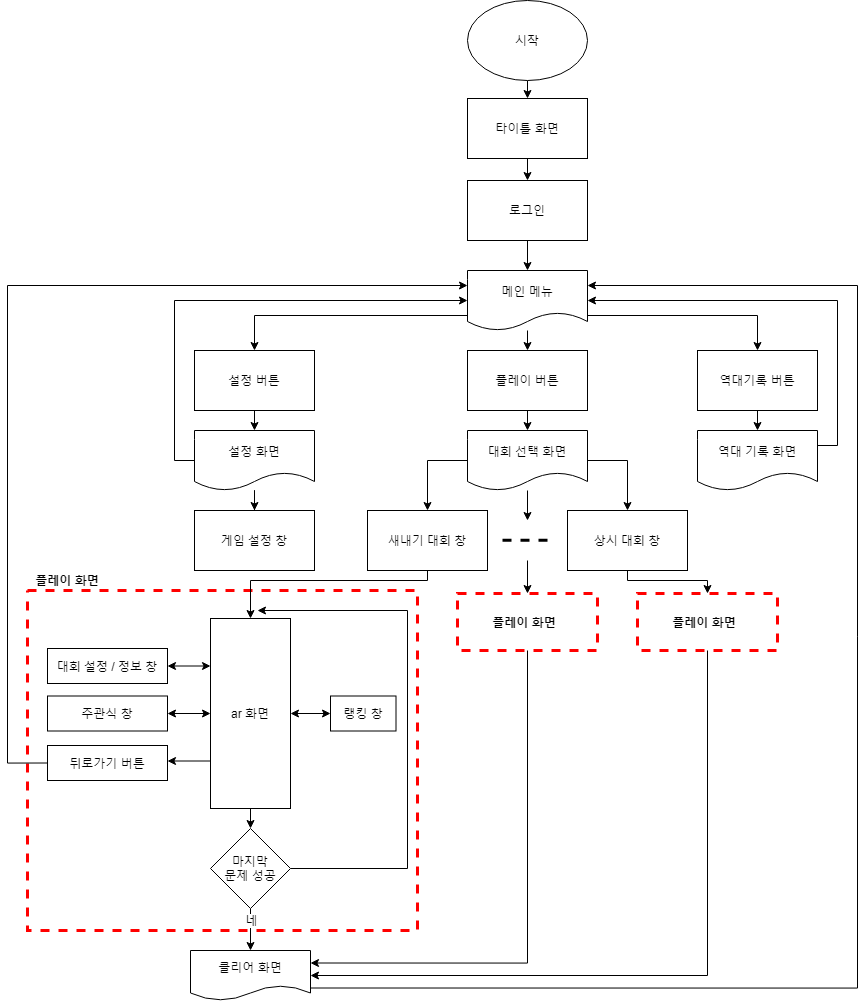 시작
타이틀 화면
로그인
메인 메뉴
설정 버튼
플레이 버튼
역대기록 버튼
설정 화면
대회 선택 화면
역대 기록 화면
게임 설정 창
새내기 대회 창
상시 대회 창
플레이 화면
플레이 화면
플레이 화면
대회 설정 / 정보 창
주관식 창
ar 화면
랭킹 창
뒤로가기 버튼
마지막
문제 성공
네
클리어 화면